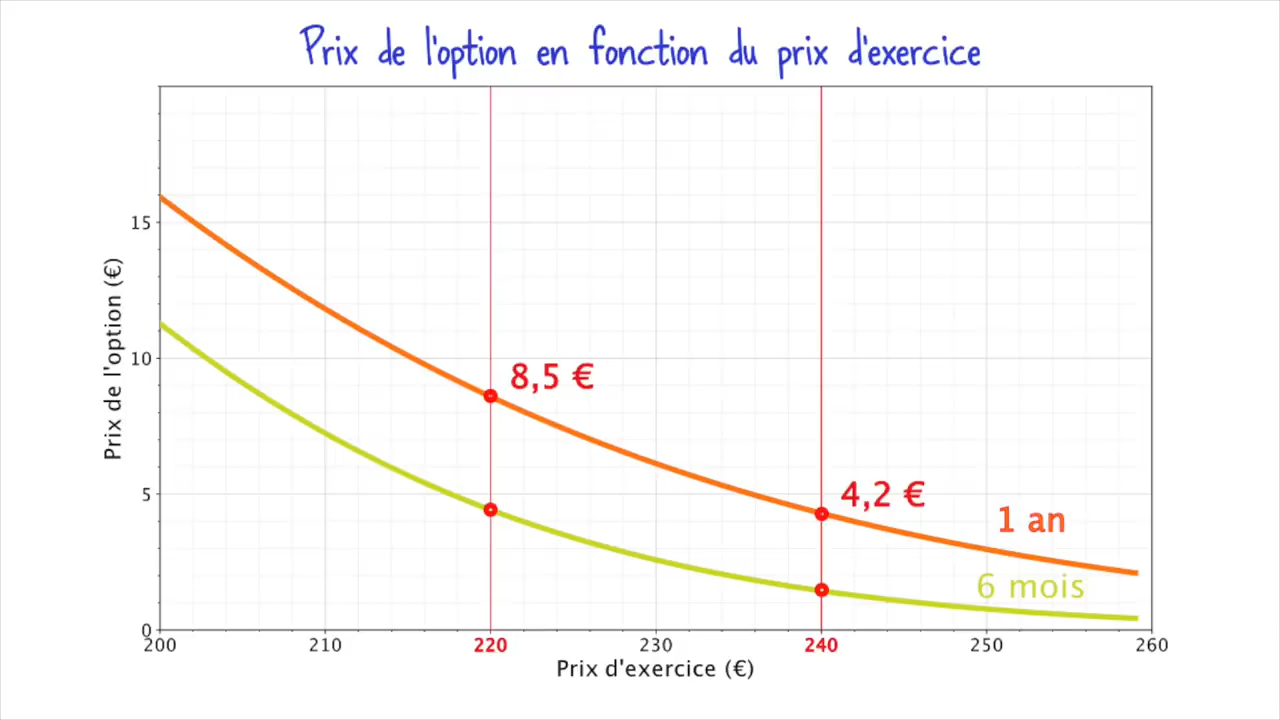 Prix de l'option en fonction du prix d'exercice
15
10
5
0
Prix de l'option (€)
8,5 €
4,2 €
1 an
6 mois
200 210 220 230 240 250 260
Prix d'exercice (€)